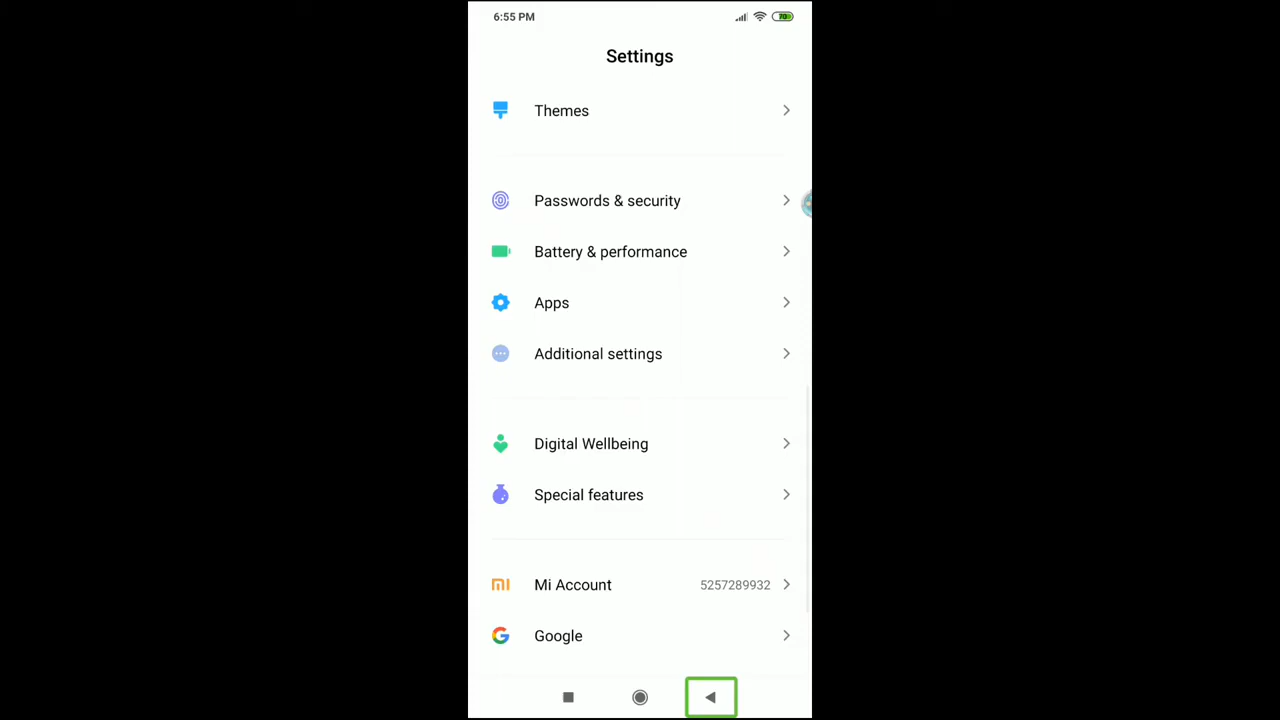 6:55 PM
70
Settings
Themes
Passwords & security
Battery & performance
Apps
Additional settings
Digital Wellbeing
Special features
Mi Account 5257289932
Google